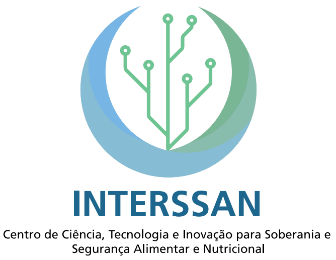 INTERSSAN
Centro de Ciência, Tecnologia e Inovação para Soberania e
Segurança Alimentar e Nutricional